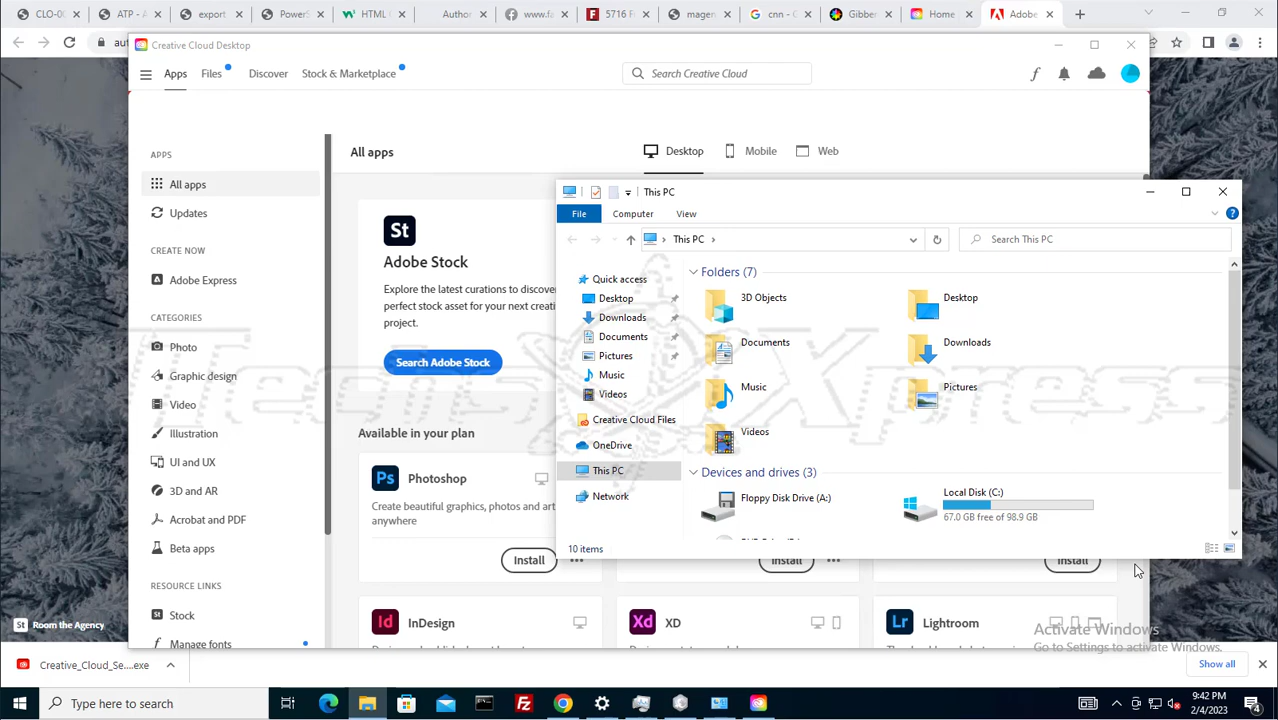 CLO-00
ATP - A
export
PowerS
HTML C
Author
www.fa
5716 F
magen
cnn - G
Gibber
Home
Adobe
aut
Creative Cloud Desktop
Apps Files Discover Stock & Marketplace
Search Creative Cloud
APPS
All apps
Updates
CREATE NOW
Adobe Express
CATEGORIES
Photo
Graphic design
Video
Illustration
UI and UX
3D and AR
Acrobat and PDF
Beta apps
RESOURCE LINKS
Stock
Manage fonts
All apps
Desktop Mobile Web
St
Adobe Stock
Explore the latest curations to discover
perfect stock asset for your next creati
project.
Search Adobe Stock
Available in your plan
Ps Photoshop
Create beautiful graphics, photos and art
anywhere
Install
Install
Install
Id InDesign
Xd XD
Lr Lightroom
This PC
File Computer View
This PC
Search This PC
Quick access
Desktop
Downloads
Documents
Pictures
Music
Videos
Creative Cloud Files
OneDrive
This PC
Network
Folders (7)
3D Objects
Desktop
Documents
Downloads
Music
Pictures
Videos
Devices and drives (3)
Floppy Disk Drive (A:)
Local Disk (C:)
67.0 GB free of 98.9 GB
10 items
TechsXpress
St Room the Agency
Activate Windows
Go to Settings to activate Windows.
Creative_Cloud_Se....exe
Show all
Type here to search
9:42 PM
2/4/2023
4